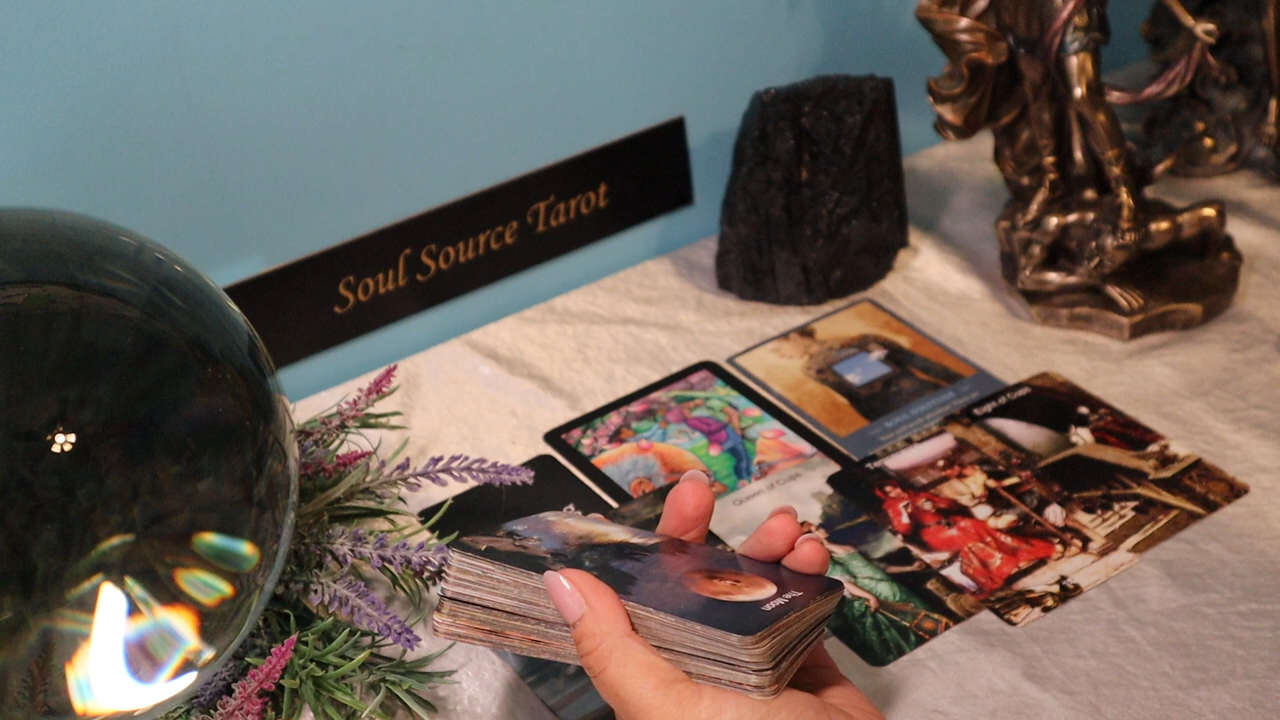 Soul Source Tarot
Eight of Cups
Queen of Cups
The Moon